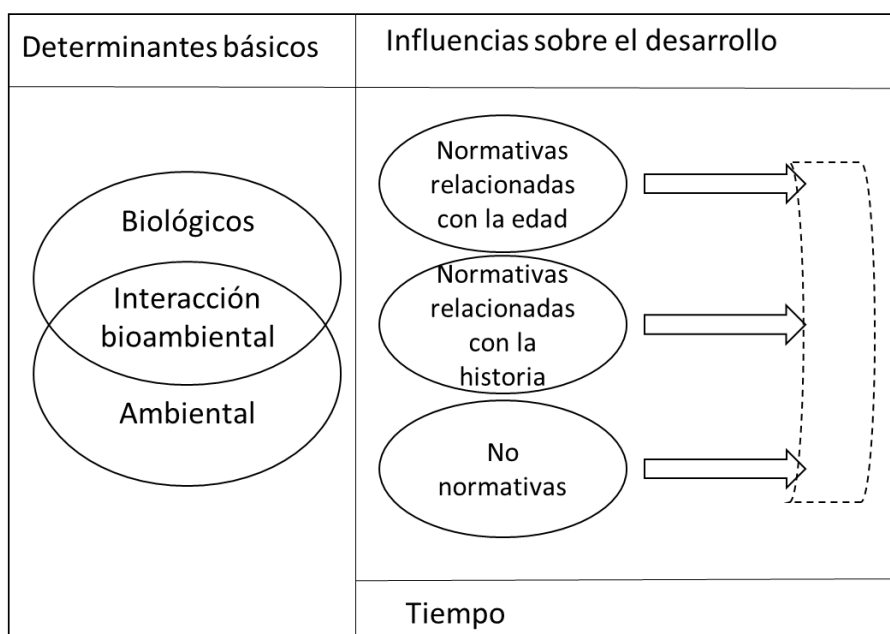 Determinantes básicos
Influencias sobre el desarrollo
Biológicos
Interacción
bioambiental
Ambiental
Normativas
relacionadas
con la edad
Normativas
relacionadas
con la
historia
No
normativas
Tiempo